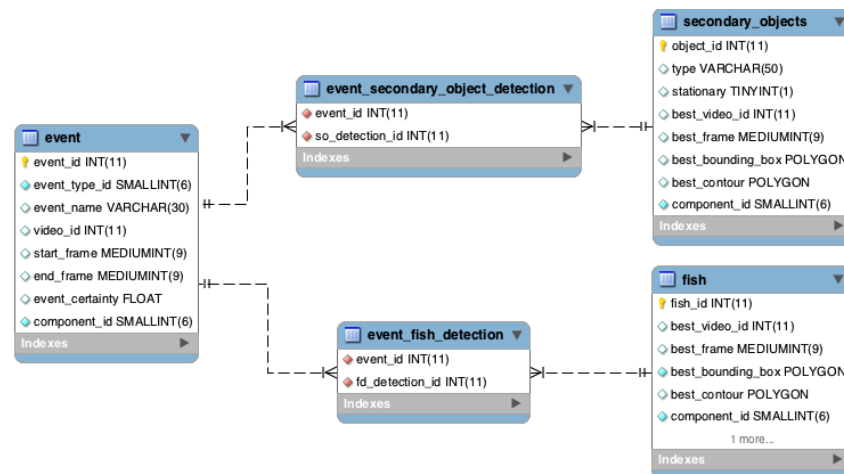 secondary_objects
object_id INT(11)
type VARCHAR(50)
stationary TINYINT(1)
best_video_id INT(11)
best_frame MEDIUMINT(9)
best_bounding_box POLYGON
best_contour POLYGON
component_id SMALLINT(6)
Indexes
event_secondary_object_detection
event_id INT(11)
so_detection_id INT(11)
Indexes
event
event_id INT(11)
event_type_id SMALLINT(6)
event_name VARCHAR(30)
video_id INT(11)
start_frame MEDIUMINT(9)
end_frame MEDIUMINT(9)
event_certainty FLOAT
component_id SMALLINT(6)
Indexes
event_fish_detection
event_id INT(11)
fd_detection_id INT(11)
Indexes
fish
fish_id INT(11)
best_video_id INT(11)
best_frame MEDIUMINT(9)
best_bounding_box POLYGON
best_contour POLYGON
component_id SMALLINT(6)
1 more...
Indexes